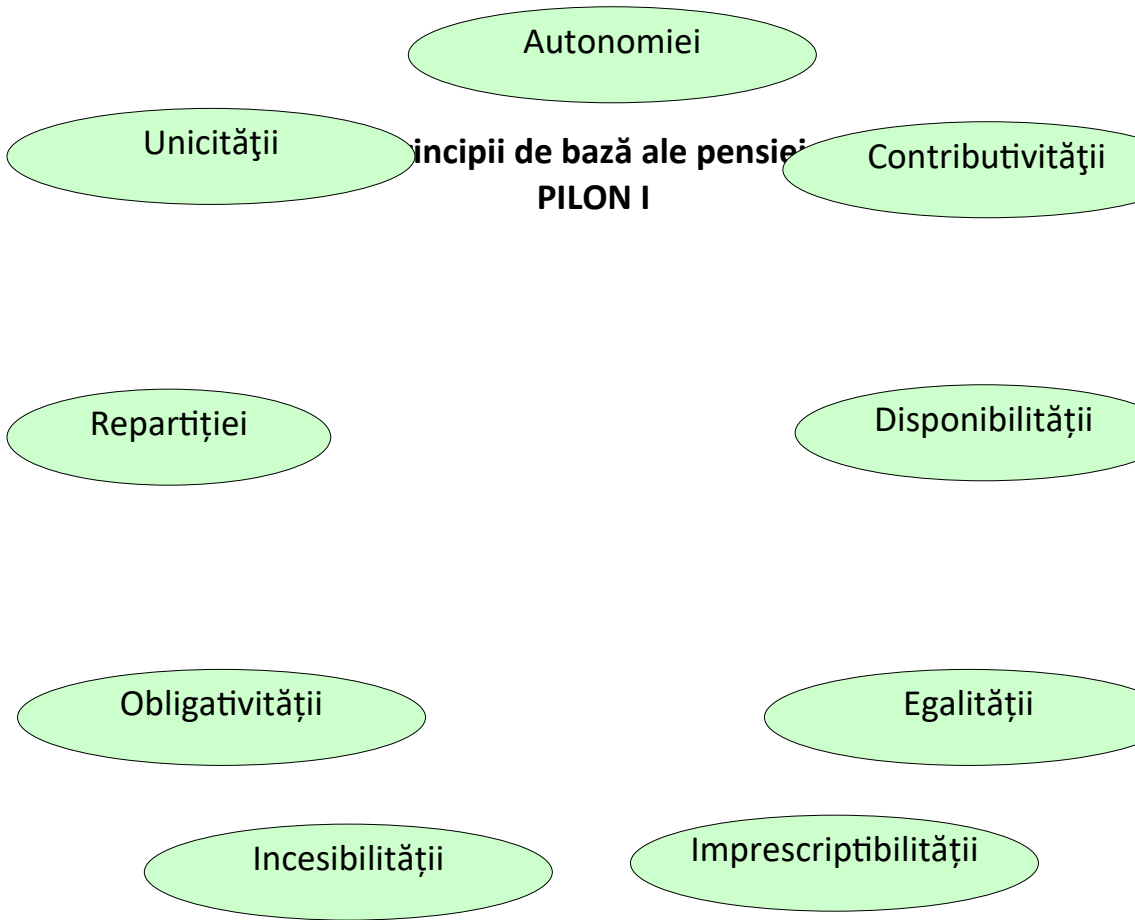 Autonomiei
Unicităţii
incipii de bază ale pensiei
PILON I
Contributivităţii
Repartiției
Disponibilității
Obligativității
Egalității
Incesibilității
Imprescriptibilității